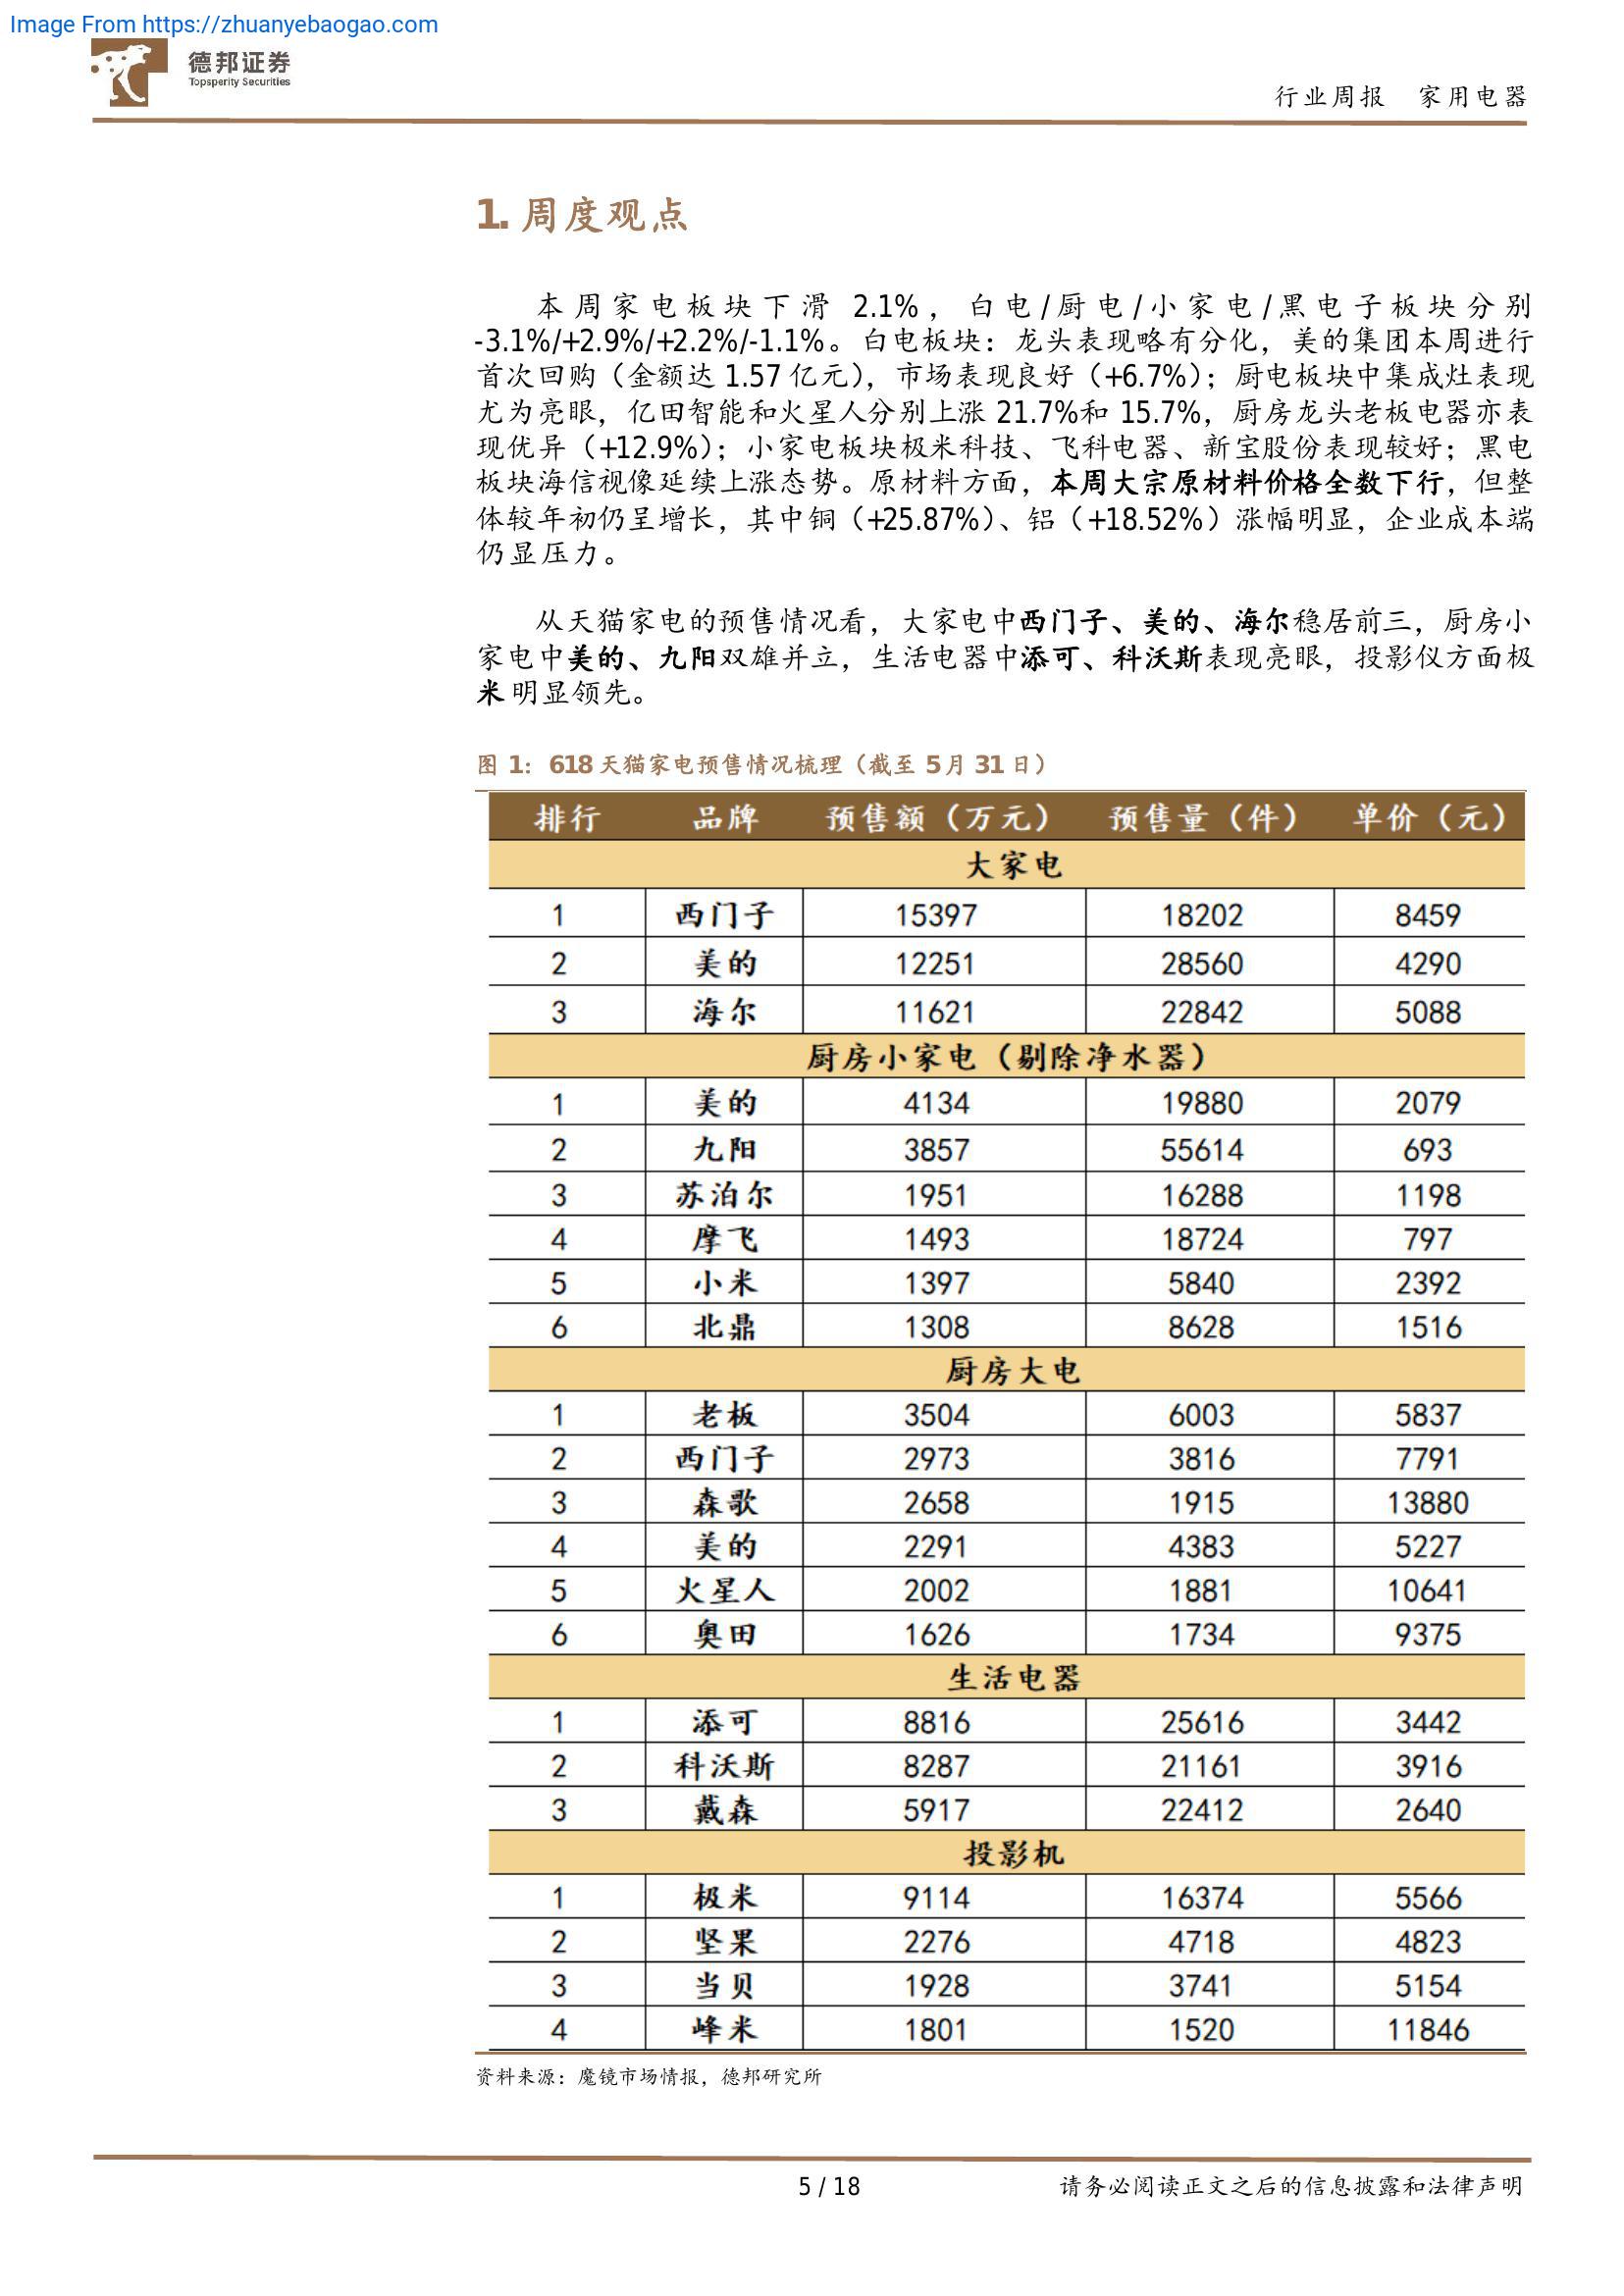 Image From https://zhuanyebaogao.com
德邦证券
Topsperity Securities
行业周报 家用电器
1. 周度观点
本周家电板块下滑 2.1%，白电/厨电/小家电/黑电子板块分别
-3.1%/+2.9%/+2.2%/-1.1%。白电板块：龙头表现略有分化，美的集团本周进行
首次回购（金额达 1.57 亿元），市场表现良好（+6.7%）；厨电板块中集成灶表现
尤为亮眼，亿田智能和火星人分别上涨 21.7%和 15.7%，厨房龙头老板电器亦表
现优异（+12.9%）；小家电板块极米科技、飞科电器、新宝股份表现较好；黑电
板块海信视像延续上涨态势。原材料方面，本周大宗原材料价格全数下行，但整
体较年初仍呈增长，其中铜（+25.87%）、铝（+18.52%）涨幅明显，企业成本端
仍显压力。
从天猫家电的预售情况看，大家电中西门子、美的、海尔稳居前三，厨房小
家电中美的、九阳双雄并立，生活电器中添可、科沃斯表现亮眼，投影仪方面极
米明显领先。
图 1：618 天猫家电预售情况梳理（截至 5 月 31 日）
排行 品牌 预售额（万元） 预售量（件） 单价（元）
大家电
1 西门子 15397 18202 8459
2 美的 12251 28560 4290
3 海尔 11621 22842 5088
厨房小家电（剔除净水器）
1 美的 4134 19880 2079
2 九阳 3857 55614 693
3 苏泊尔 1951 16288 1198
4 摩飞 1493 18724 797
5 小米 1397 5840 2392
6 北鼎 1308 8628 1516
厨房大电
1 老板 3504 6003 5837
2 西门子 2973 3816 7791
3 森歌 2658 1915 13880
4 美的 2291 4383 5227
5 火星人 2002 1881 10641
6 奥田 1626 1734 9375
生活电器
1 添可 8816 25616 3442
2 科沃斯 8287 21161 3916
3 戴森 5917 22412 2640
投影机
1 极米 9114 16374 5566
2 坚果 2276 4718 4823
3 当贝 1928 3741 5154
4 峰米 1801 1520 11846
资料来源：魔镜市场情报，德邦研究所
5 / 18
请务必阅读正文之后的信息披露和法律声明